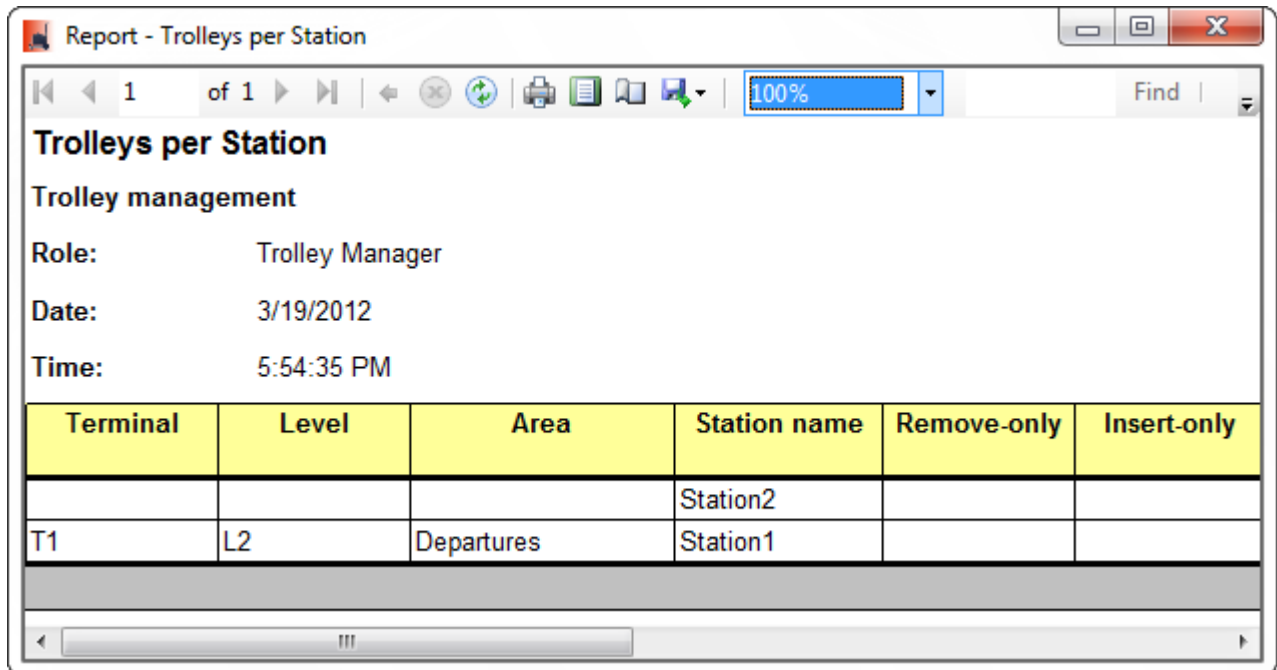 Report - Trolleys per Station
1 of 1 100% Find
Trolleys per Station
Trolley management
Role: Trolley Manager
Date: 3/19/2012
Time: 5:54:35 PM
Terminal Level Area Station name Remove-only Insert-only
Station2
T1 L2 Departures Station1